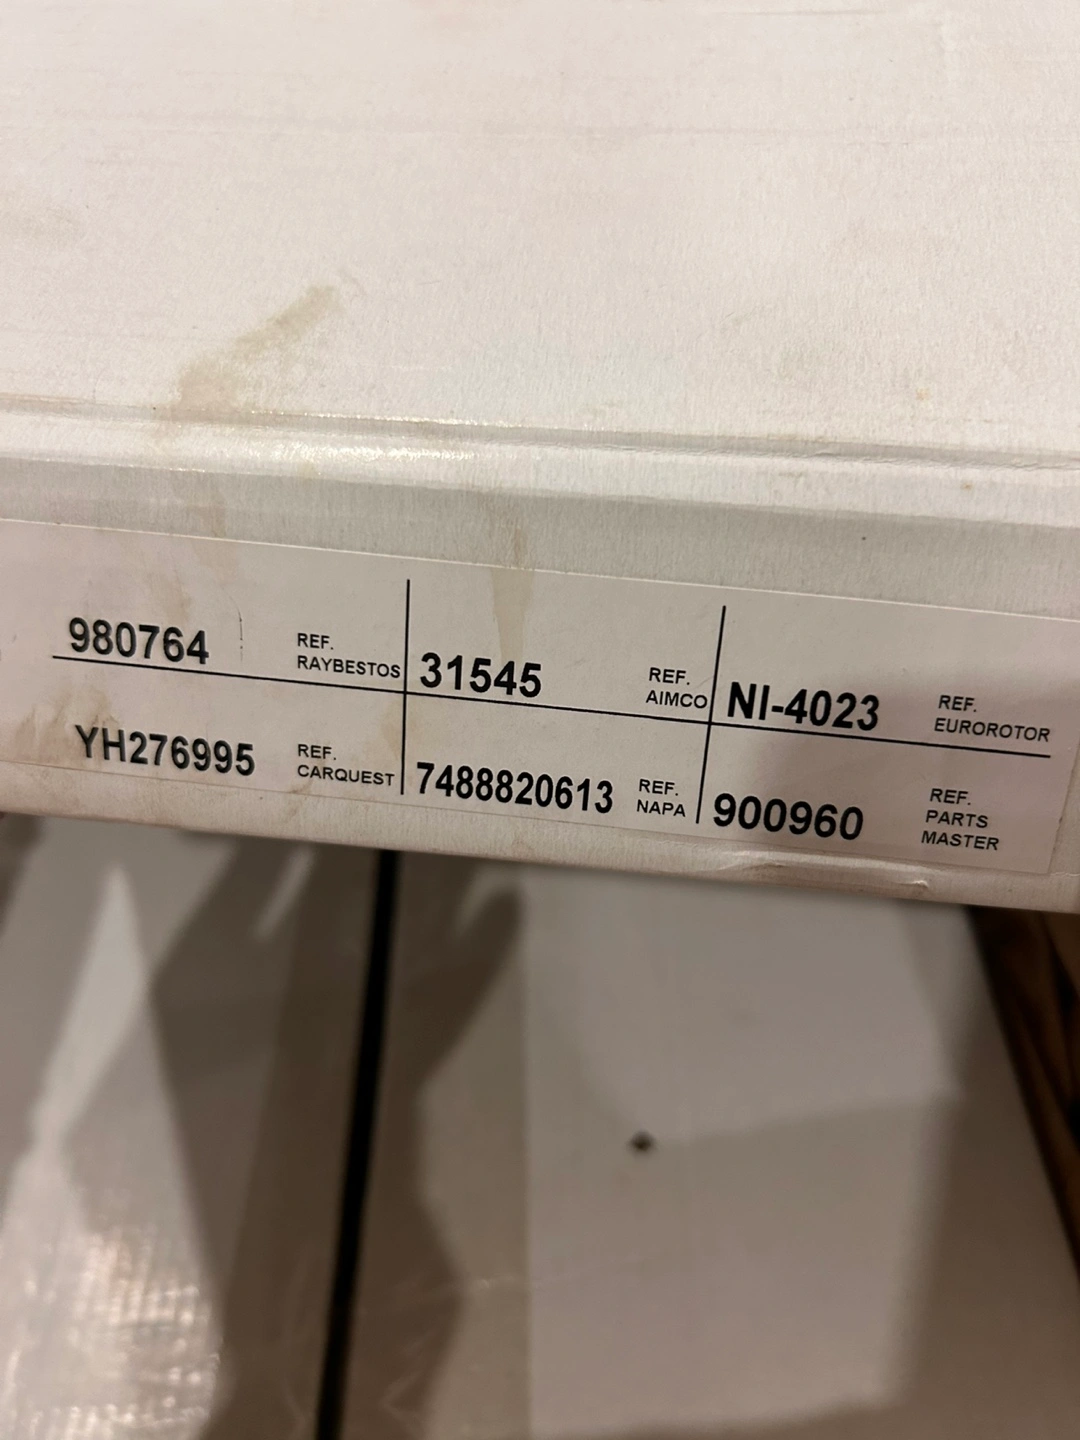 980764 REF. RAYBESTOS
31545 REF. AIMCO
NI-4023 REF. EUROROTOR
YH276995 REF. CARQUEST
7488820613 REF. NAPA
900960 REF. PARTS MASTER